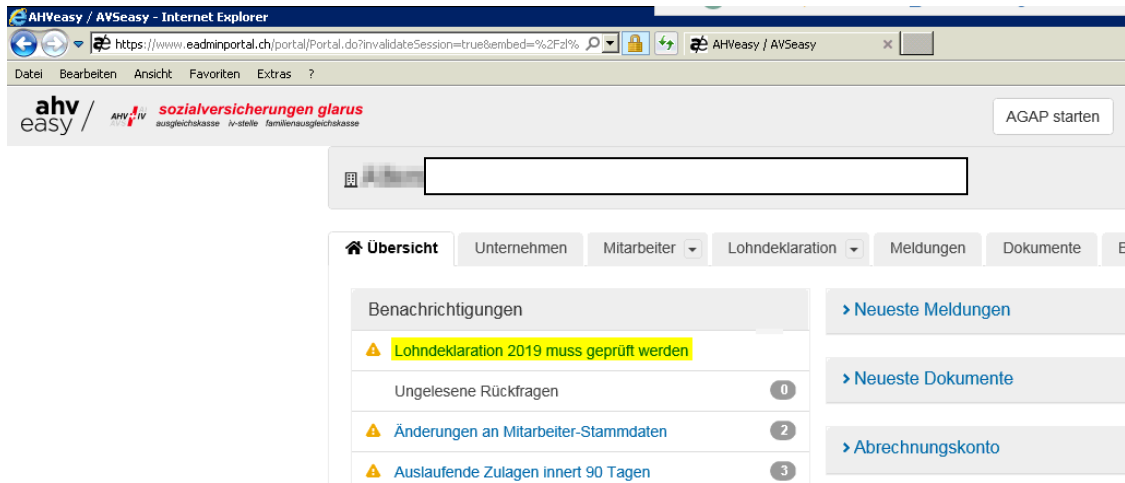 AHVeasy / AVSeasy - Internet Explorer
https://www.eadminportal.ch/portal/Portal.do?invalidateSession=true&embed=%2Fzl%
AHVeasy / AVSeasy
Datei Bearbeiten Ansicht Favoriten Extras ?
ahv easy
AHV IV
sozialversicherungen glarus
ausgleichskasse iv-stelle familienausgleichskasse
AGAP starten
Übersicht Unternehmen Mitarbeiter Lohndeklaration Meldungen Dokumente
Benachrichtigungen
Lohndeklaration 2019 muss geprüft werden
Ungelesene Rückfragen 0
Änderungen an Mitarbeiter-Stammdaten 2
Auslaufende Zulagen innert 90 Tagen 3
Neueste Meldungen
Neueste Dokumente
Abrechnungskonto